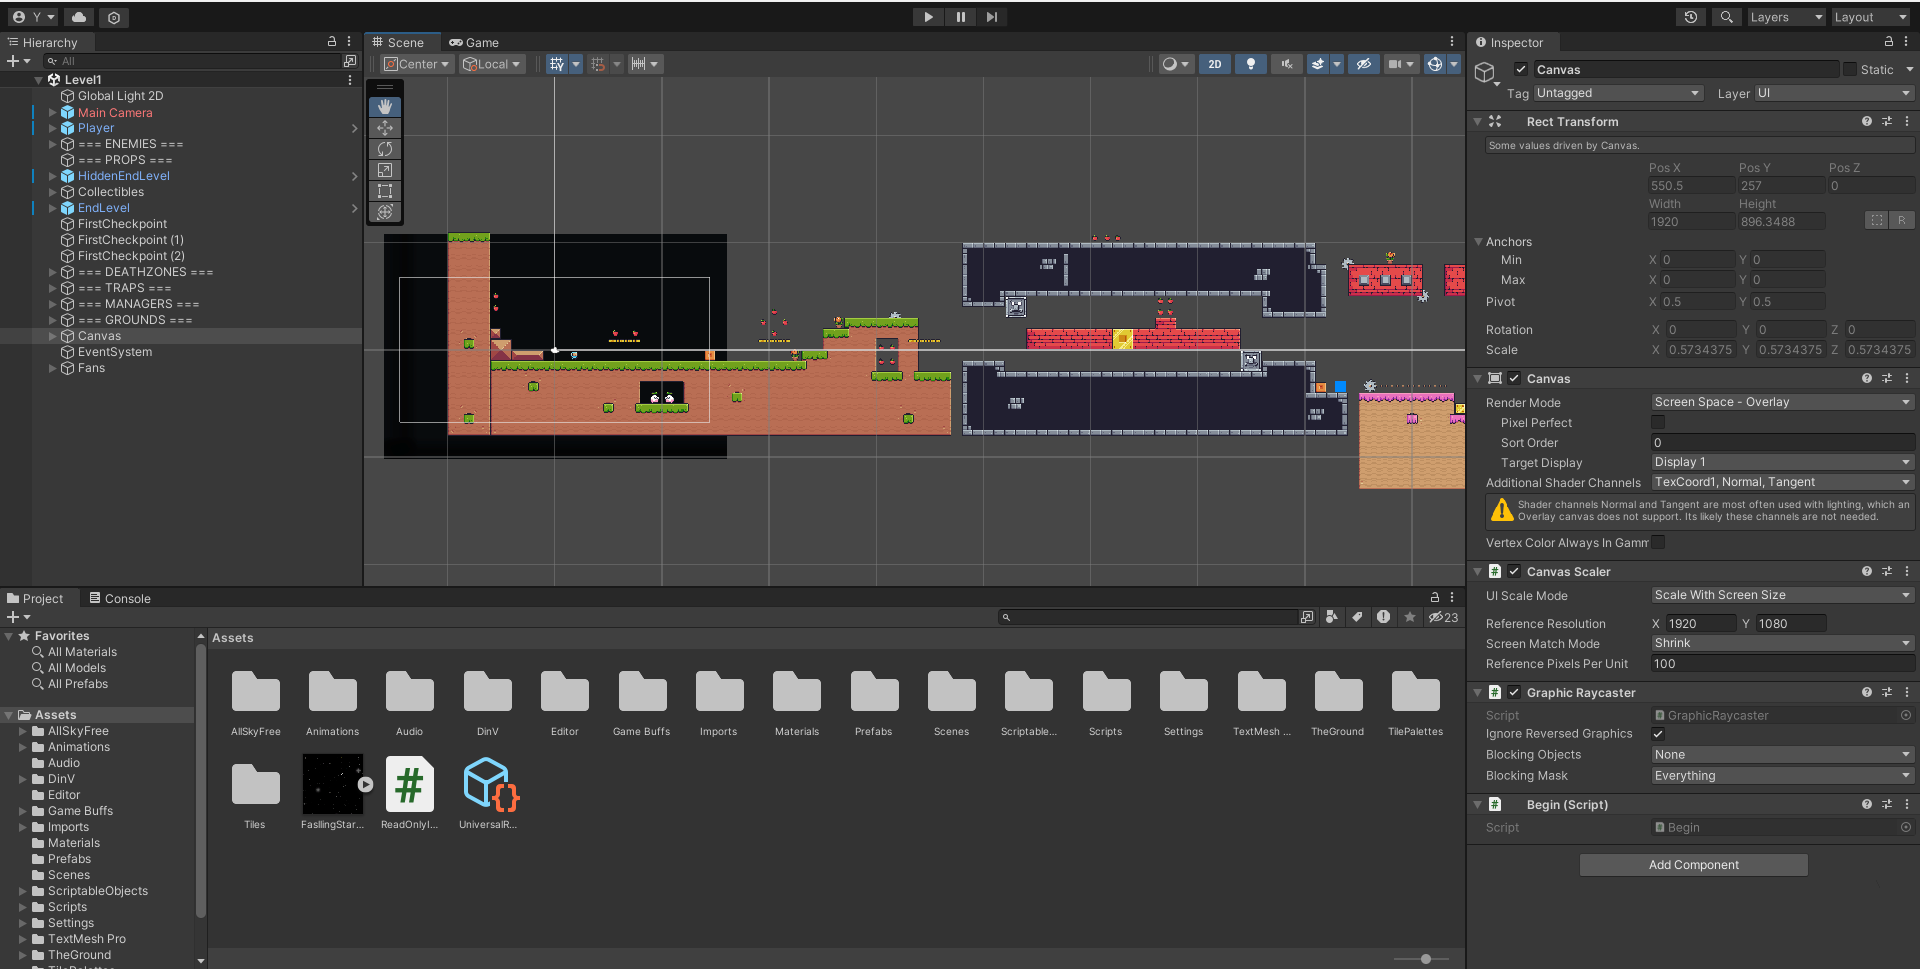 Y
Layers
Layout
Hierarchy
All
Level1
Global Light 2D
Main Camera
Player
=== ENEMIES ===
=== PROPS ===
HiddenEndLevel
Collectibles
EndLevel
FirstCheckpoint
FirstCheckpoint (1)
FirstCheckpoint (2)
=== DEATHZONES ===
=== TRAPS ===
=== MANAGERS ===
=== GROUNDS ===
Canvas
EventSystem
Fans
Scene
Game
Center
Local
2D
Inspector
Canvas
Static
Tag Untagged
Layer UI
Rect Transform
Some values driven by Canvas.
Pos X Pos Y Pos Z
550.5 257 0
Width Height
1920 896.3488
R
Anchors
Min X 0 Y 0
Max X 0 Y 0
Pivot X 0.5 Y 0.5
Rotation X 0 Y 0 Z 0
Scale X 0.5734375 Y 0.5734375 Z 0.5734375
Canvas
Render Mode Screen Space - Overlay
Pixel Perfect
Sort Order 0
Target Display Display 1
Additional Shader Channels TexCoord1, Normal, Tangent
Shader channels Normal and Tangent are most often used with lighting, which an
Overlay canvas does not support. Its likely these channels are not needed.
Vertex Color Always In Gamm
Canvas Scaler
UI Scale Mode Scale With Screen Size
Reference Resolution X 1920 Y 1080
Screen Match Mode Shrink
Reference Pixels Per Unit 100
Graphic Raycaster
Script GraphicRaycaster
Ignore Reversed Graphics
Blocking Objects None
Blocking Mask Everything
Begin (Script)
Script Begin
Add Component
Project
Console
23
Favorites
All Materials
All Models
All Prefabs
Assets
AllSkyFree
Animations
Audio
DinV
Editor
Game Buffs
Imports
Materials
Prefabs
Scenes
ScriptableObjects
Scripts
Settings
TextMesh Pro
TheGround
Assets
AllSkyFree Animations Audio DinV Editor Game Buffs Imports Materials Prefabs Scenes Scriptable... Scripts Settings TextMesh ... TheGround TilePalettes
Tiles FasllingStar... ReadOnlyI... UniversalR...